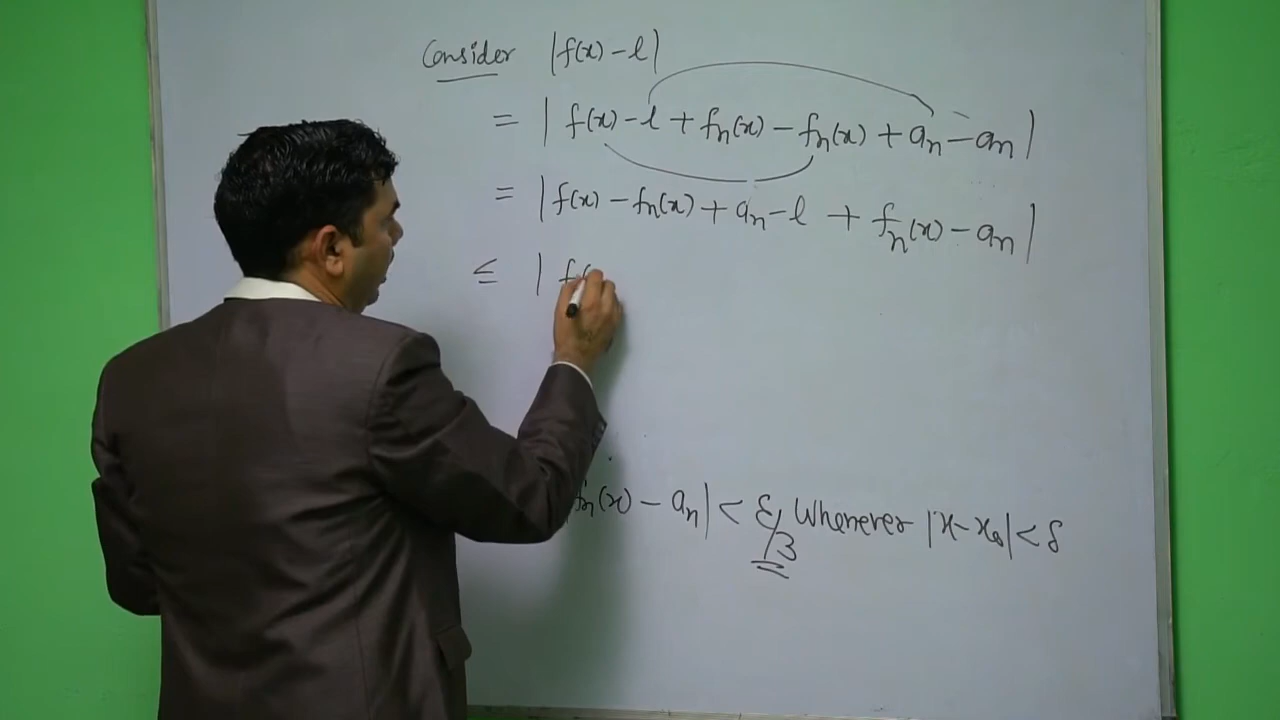 Consider |f(x) - l|
= | f(x) - l + fₙ(x) - fₙ(x) + aₙ - aₙ |
= | f(x) - fₙ(x) + aₙ - l + fₙ(x) - aₙ |
≤ | f(
fₙ(x) - aₙ | < ε/3 whenever |x - x₀| < δ